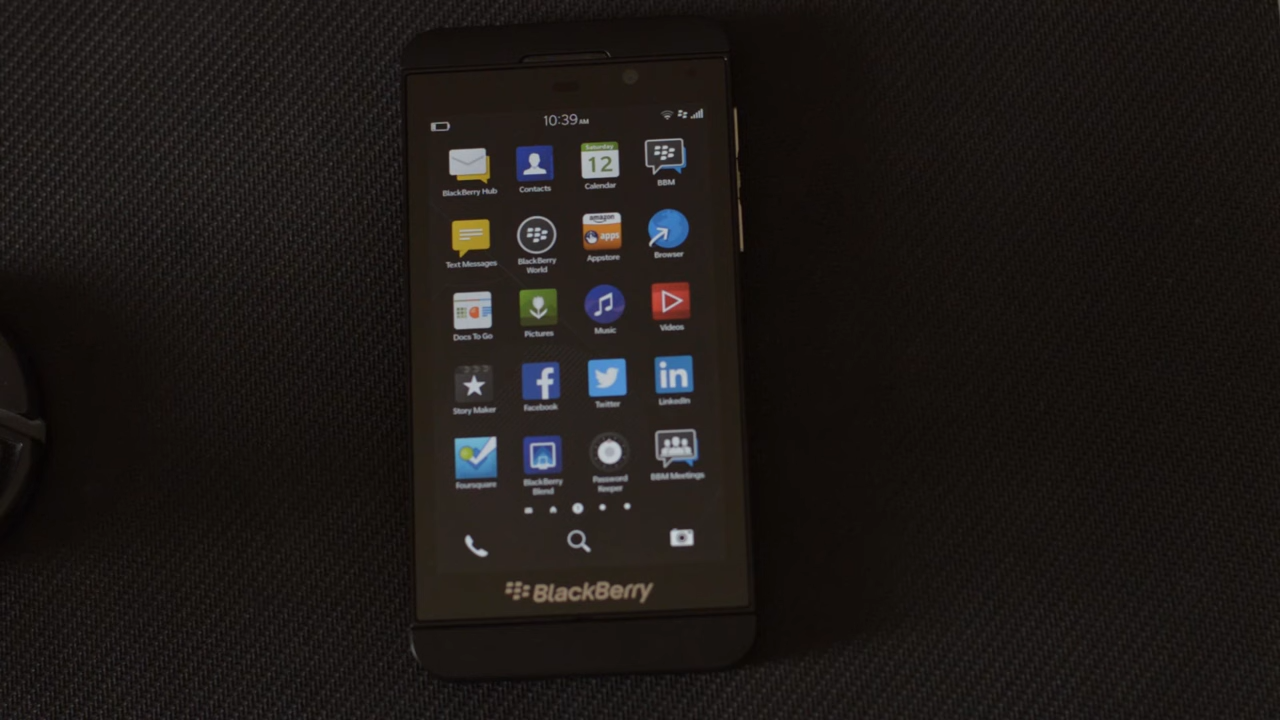 10:39 AM
BlackBerry Hub
Contacts
Saturday
12
Calendar
BBM
Text Messages
BlackBerry
World
amazon
apps
Appstore
Browser
Docs To Go
Pictures
Music
Videos
Story Maker
f
Facebook
Twitter
in
LinkedIn
Foursquare
BlackBerry
Blend
Password
Keeper
BBM Meetings
BlackBerry